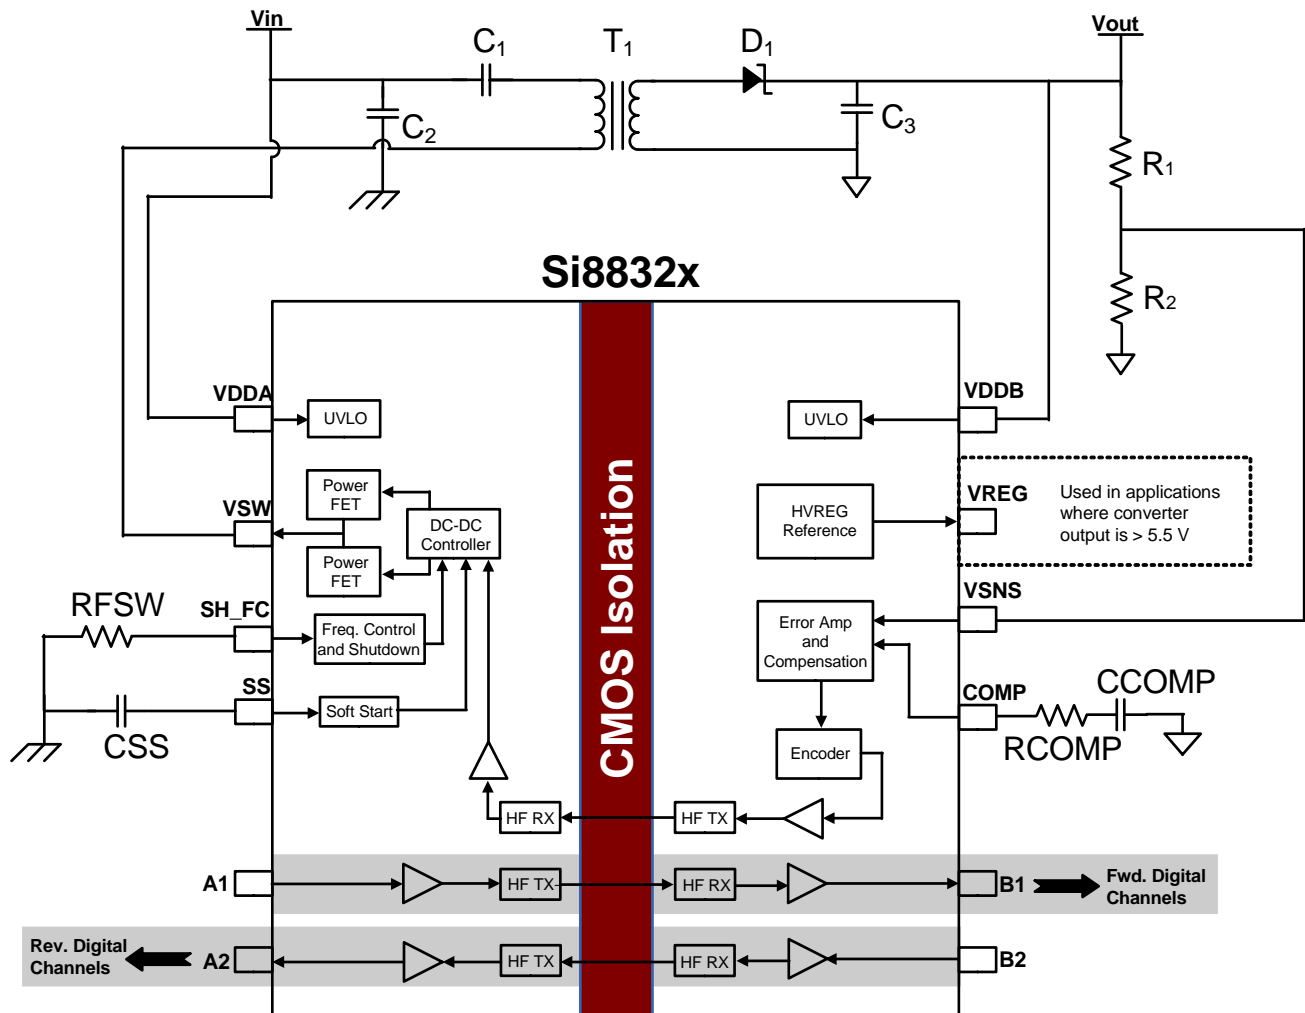 Vin
C1
T1
D1
Vout
C2
C3
R1
R2
Si8832x
VDDA
UVLO
UVLO
VDDB
VSW
Power
FET
DC-DC
Controller
Power
FET
HVREG
Reference
VREG
Used in applications
where converter
output is > 5.5 V
RFSW
SH_FC
Freq. Control
and Shutdown
CMOS Isolation
Error Amp
and
Compensation
VSNS
SS
Soft Start
CSS
COMP
CCOMP
RCOMP
Encoder
HF RX
HF TX
A1
HF TX
HF RX
B1
Fwd. Digital
Channels
Rev. Digital
Channels
A2
HF TX
HF RX
B2